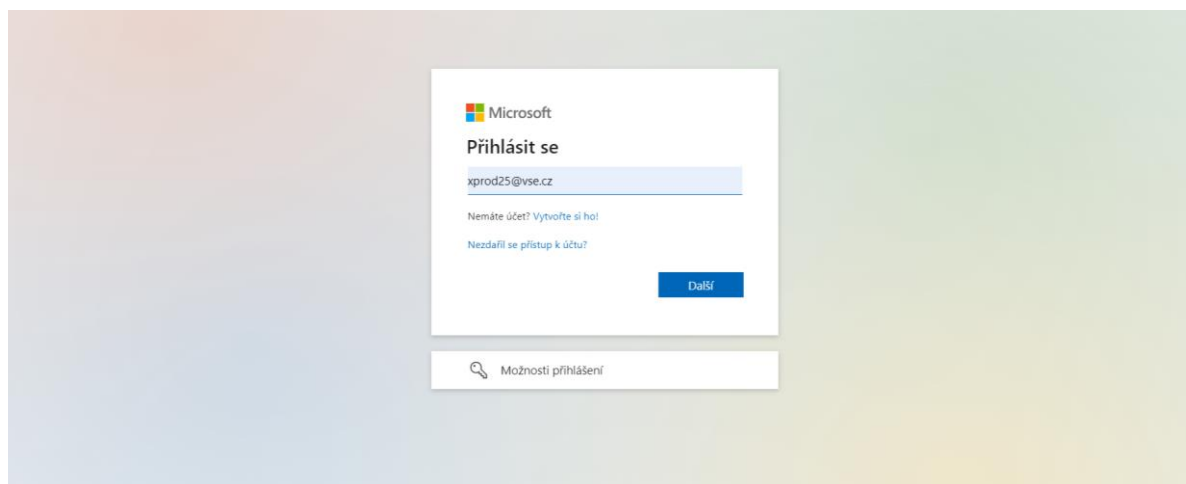 Microsoft
Přihlásit se
xprod25@vse.cz
Nemáte účet? Vytvořte si ho!
Nezdařil se přístup k účtu?
Další
Možnosti přihlášení